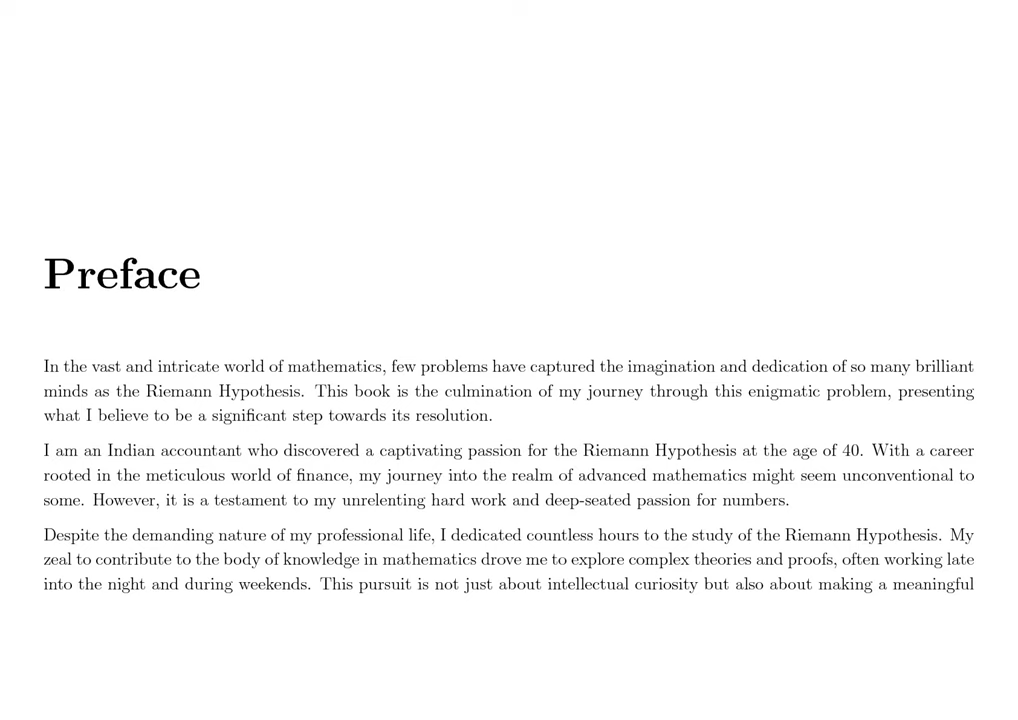 Preface
In the vast and intricate world of mathematics, few problems have captured the imagination and dedication of so many brilliant
minds as the Riemann Hypothesis. This book is the culmination of my journey through this enigmatic problem, presenting
what I believe to be a significant step towards its resolution.
I am an Indian accountant who discovered a captivating passion for the Riemann Hypothesis at the age of 40. With a career
rooted in the meticulous world of finance, my journey into the realm of advanced mathematics might seem unconventional to
some. However, it is a testament to my unrelenting hard work and deep-seated passion for numbers.
Despite the demanding nature of my professional life, I dedicated countless hours to the study of the Riemann Hypothesis. My
zeal to contribute to the body of knowledge in mathematics drove me to explore complex theories and proofs, often working late
into the night and during weekends. This pursuit is not just about intellectual curiosity but also about making a meaningful